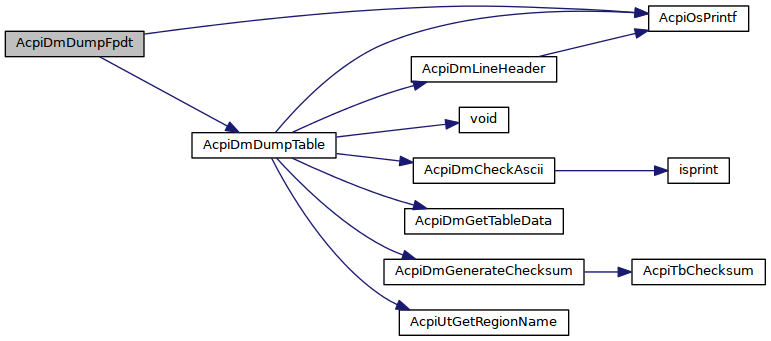 AcpiDmDumpFpdt
AcpiOsPrintf
AcpiDmLineHeader
void
AcpiDmDumpTable
AcpiDmCheckAscii
isprint
AcpiDmGetTableData
AcpiDmGenerateChecksum
AcpiTbChecksum
AcpiUtGetRegionName